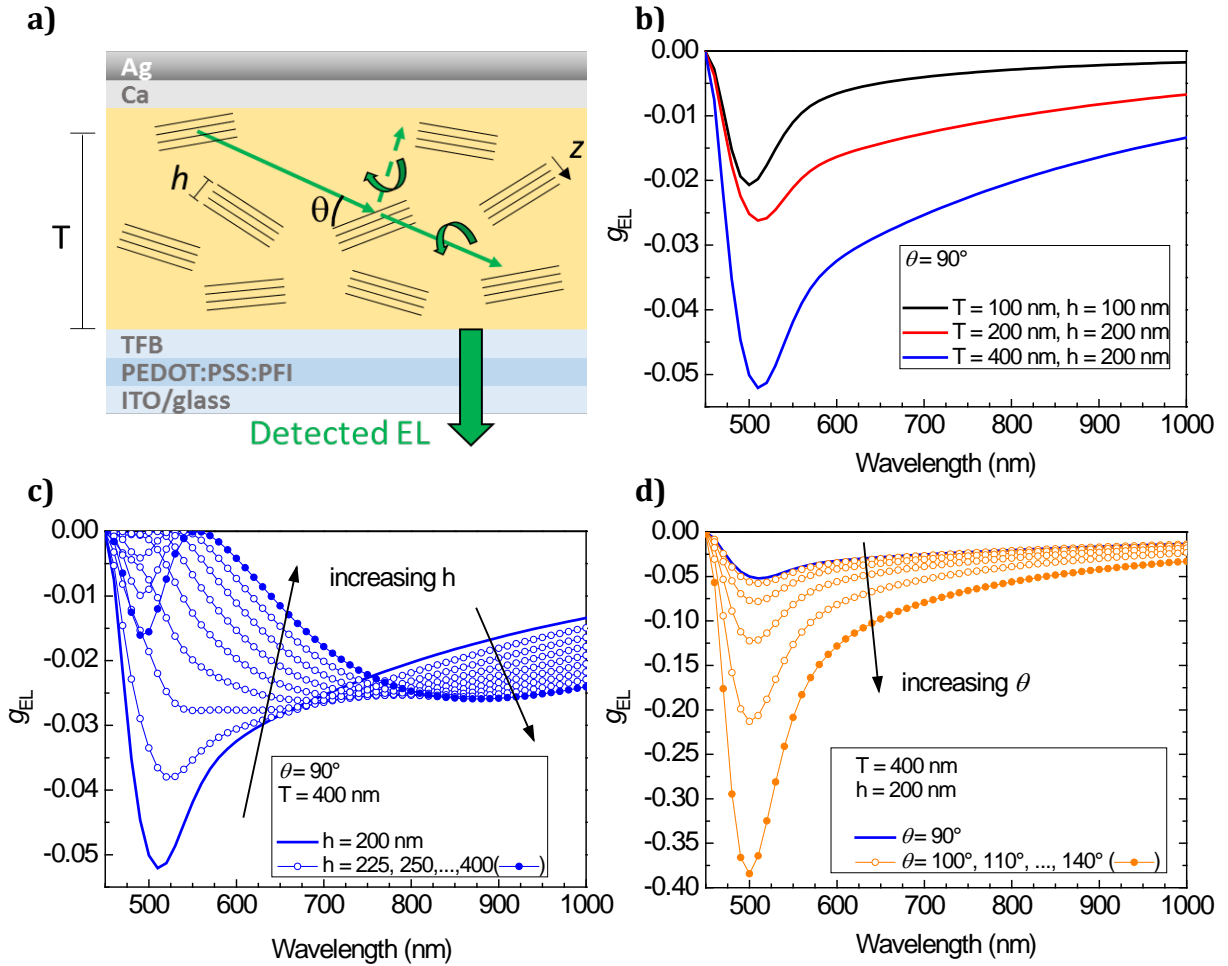 a)
Ag
Ca
T
h
θ
z
TFB
PEDOT:PSS:PFI
ITO/glass
Detected EL
b)
0.00
-0.01
-0.02
-0.03
-0.04
-0.05
g_EL
θ = 90°
T = 100 nm, h = 100 nm
T = 200 nm, h = 200 nm
T = 400 nm, h = 200 nm
500 600 700 800 900 1000
Wavelength (nm)
c)
0.00
-0.01
-0.02
-0.03
-0.04
-0.05
g_EL
increasing h
θ = 90°
T = 400 nm
h = 200 nm
h = 225, 250,...,400( )
500 600 700 800 900 1000
Wavelength (nm)
d)
0.00
-0.05
-0.10
-0.15
-0.20
-0.25
-0.30
-0.35
-0.40
g_EL
increasing θ
T = 400 nm
h = 200 nm
θ = 90°
θ = 100°, 110°, ..., 140° ( )
500 600 700 800 900 1000
Wavelength (nm)